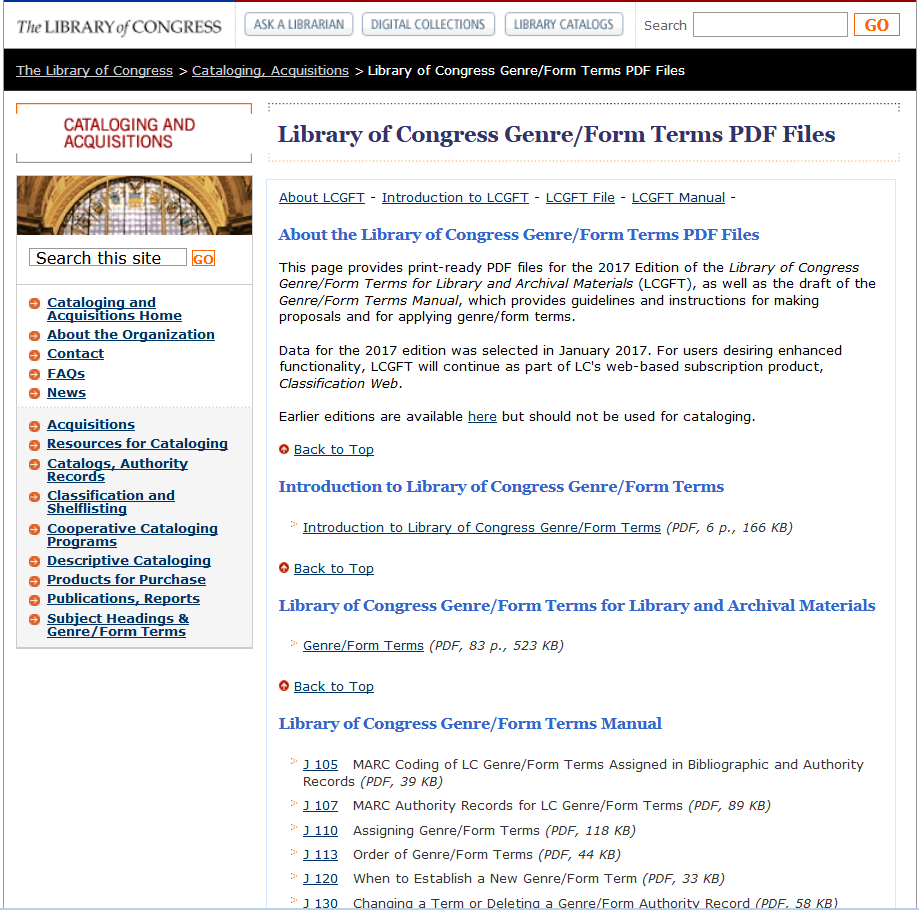 The LIBRARY of CONGRESS
ASK A LIBRARIAN
DIGITAL COLLECTIONS
LIBRARY CATALOGS
Search
GO
The Library of Congress > Cataloging, Acquisitions > Library of Congress Genre/Form Terms PDF Files
CATALOGING AND
ACQUISITIONS
Search this site
GO
Cataloging and
Acquisitions Home
About the Organization
Contact
FAQs
News
Acquisitions
Resources for Cataloging
Catalogs, Authority
Records
Classification and
Shelflisting
Cooperative Cataloging
Programs
Descriptive Cataloging
Products for Purchase
Publications, Reports
Subject Headings &
Genre/Form Terms
Library of Congress Genre/Form Terms PDF Files
About LCGFT - Introduction to LCGFT - LCGFT File - LCGFT Manual -
About the Library of Congress Genre/Form Terms PDF Files
This page provides print-ready PDF files for the 2017 Edition of the Library of Congress
Genre/Form Terms for Library and Archival Materials (LCGFT), as well as the draft of the
Genre/Form Terms Manual, which provides guidelines and instructions for making
proposals and for applying genre/form terms.
Data for the 2017 edition was selected in January 2017. For users desiring enhanced
functionality, LCGFT will continue as part of LC's web-based subscription product,
Classification Web.
Earlier editions are available here but should not be used for cataloging.
Back to Top
Introduction to Library of Congress Genre/Form Terms
Introduction to Library of Congress Genre/Form Terms (PDF, 6 p., 166 KB)
Back to Top
Library of Congress Genre/Form Terms for Library and Archival Materials
Genre/Form Terms (PDF, 83 p., 523 KB)
Back to Top
Library of Congress Genre/Form Terms Manual
J 105 MARC Coding of LC Genre/Form Terms Assigned in Bibliographic and Authority
Records (PDF, 39 KB)
J 107 MARC Authority Records for LC Genre/Form Terms (PDF, 89 KB)
J 110 Assigning Genre/Form Terms (PDF, 118 KB)
J 113 Order of Genre/Form Terms (PDF, 44 KB)
J 120 When to Establish a New Genre/Form Term (PDF, 33 KB)
J 130 Changing a Term or Deleting a Genre/Form Authority Record (PDF, 58 KB)